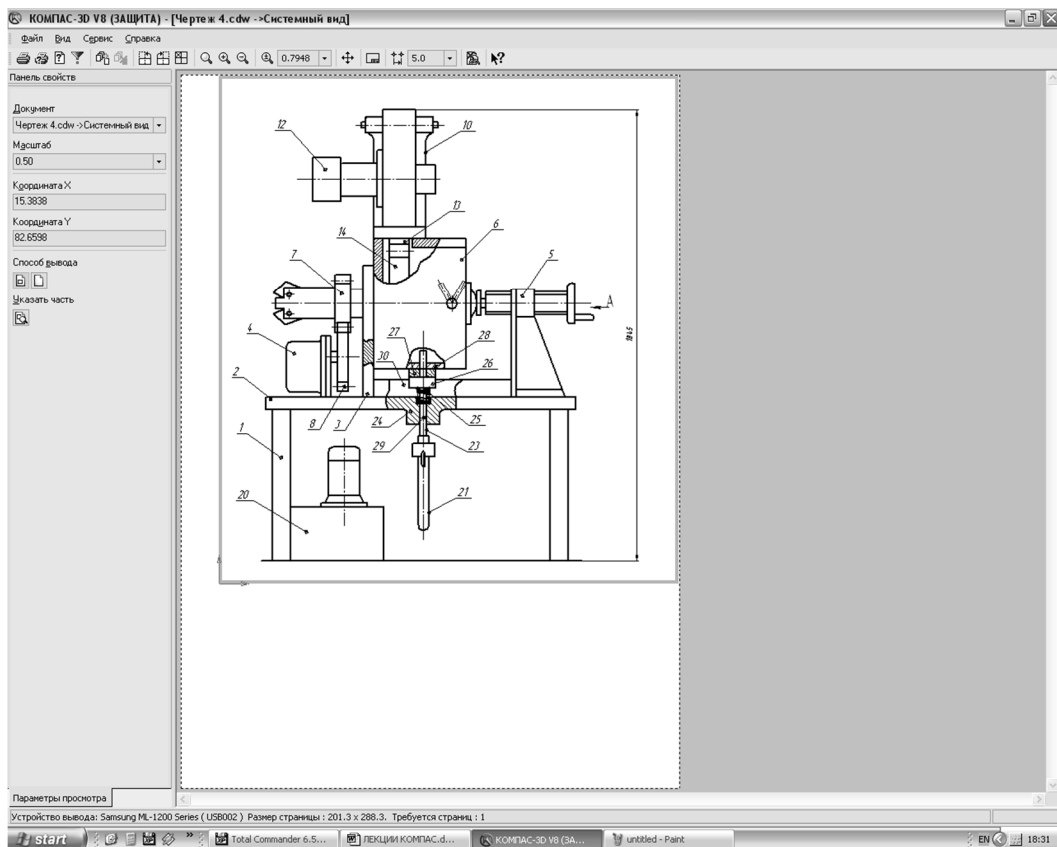 КОМПАС-3D V8 (ЗАЩИТА) - [Чертеж 4.cdw ->Системный вид]
Файл Вид Сервис Справка
0.7948 5.0
Панель свойств
Документ
Чертеж 4.cdw ->Системный вид
Масштаб
0.50
Координата X
15.3838
Координата Y
82.6598
Способ вывода
Указать часть
12
10
13
6
14
7
5
А
4
27
28
1845
30
26
2
8
3
24
25
29
23
1
20
21
Параметры просмотра
Устройство вывода: Samsung ML-1200 Series ( USB002 ) Размер страницы : 201.3 x 288.3. Требуется страниц : 1
start
»
Total Commander 6.5...
ЛЕКЦИИ КОМПАС.d...
КОМПАС-3D V8 (ЗА...
untitled - Paint
EN
18:31